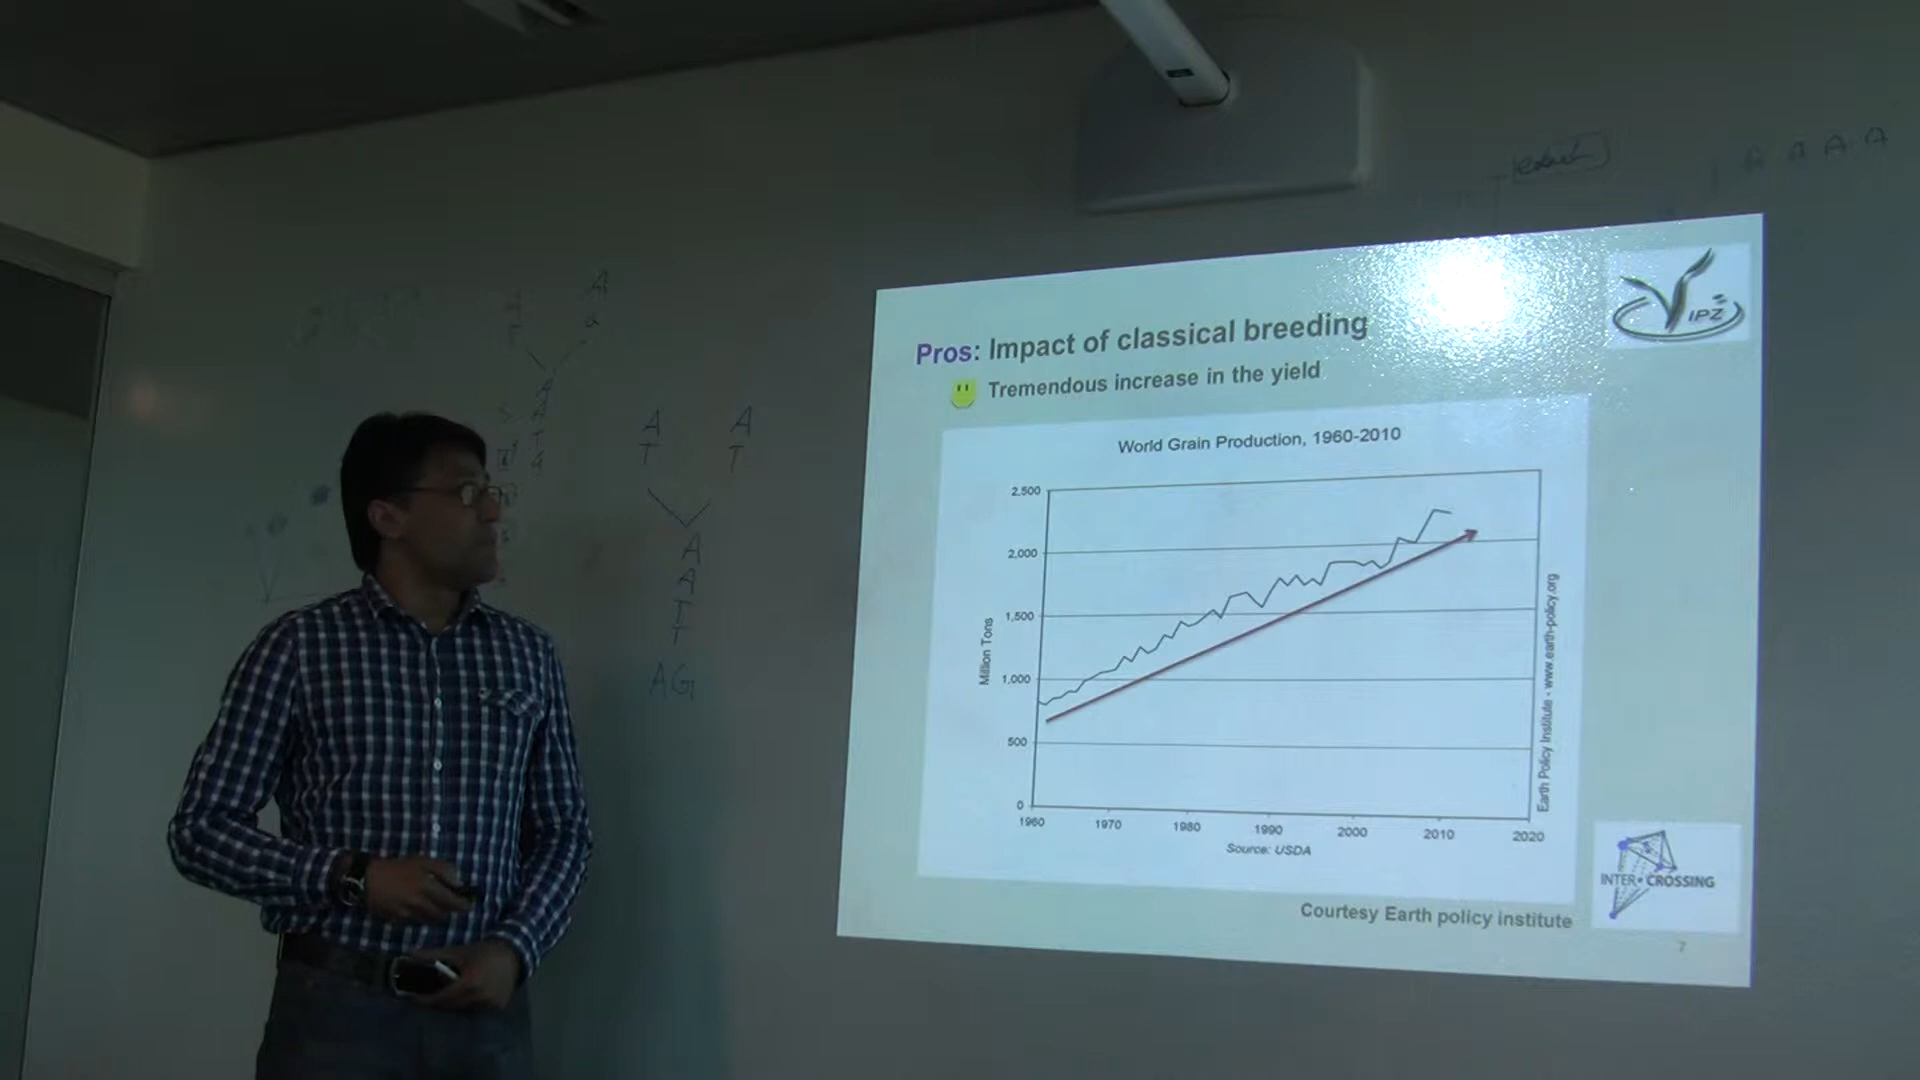 A A A A
A
A A
T T
A
A
T
T
AG
IPZ
Pros: Impact of classical breeding
Tremendous increase in the yield
World Grain Production, 1960-2010
2,500
2,000
1,500
1,000
500
0
Million Tons
1960 1970 1980 1990 2000 2010 2020
Source: USDA
Earth Policy Institute - www.earth-policy.org
INTER CROSSING
Courtesy Earth policy institute
7